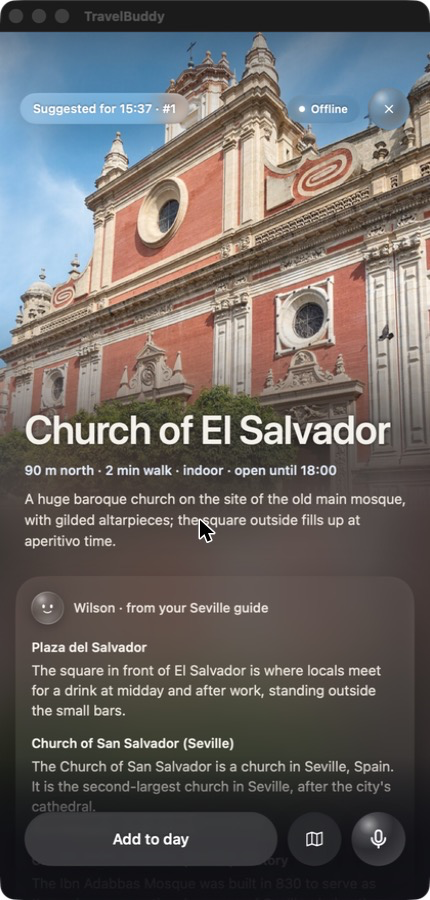 TravelBuddy
Suggested for 15:37 · #1
Offline
Church of El Salvador
90 m north · 2 min walk · indoor · open until 18:00
A huge baroque church on the site of the old main mosque,
with gilded altarpieces; the square outside fills up at
aperitivo time.
Wilson · from your Seville guide
Plaza del Salvador
The square in front of El Salvador is where locals meet
for a drink at midday and after work, standing outside
the small bars.
Church of San Salvador (Seville)
The Church of San Salvador is a church in Seville, Spain.
It is the second-largest church in Seville, after the city's
cathedral.
Add to day
The Ibn Adabbas Mosque was built in 830 to serve as